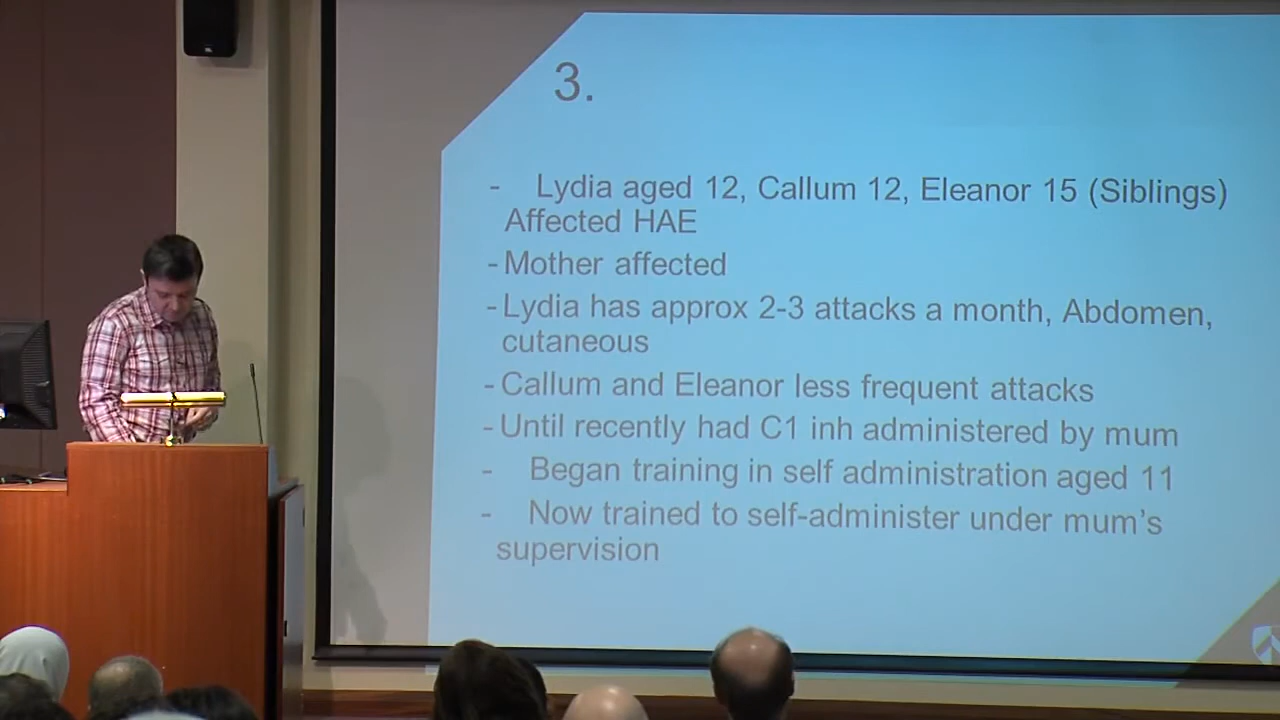 3.
- Lydia aged 12, Callum 12, Eleanor 15 (Siblings)
Affected HAE
- Mother affected
- Lydia has approx 2-3 attacks a month, Abdomen,
cutaneous
- Callum and Eleanor less frequent attacks
- Until recently had C1 inh administered by mum
- Began training in self administration aged 11
- Now trained to self-administer under mum's
supervision